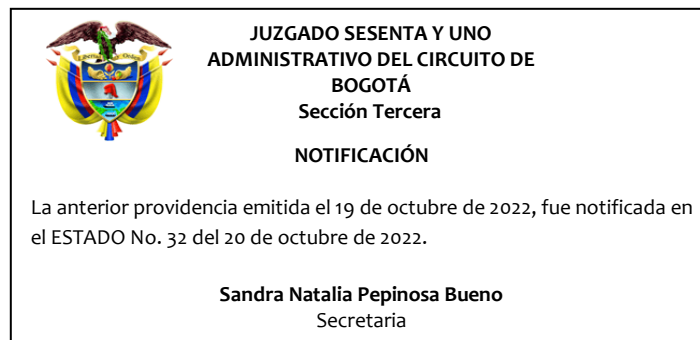 JUZGADO SESENTA Y UNO
ADMINISTRATIVO DEL CIRCUITO DE
BOGOTÁ
Sección Tercera
NOTIFICACIÓN
La anterior providencia emitida el 19 de octubre de 2022, fue notificada en
el ESTADO No. 32 del 20 de octubre de 2022.
Sandra Natalia Pepinosa Bueno
Secretaria